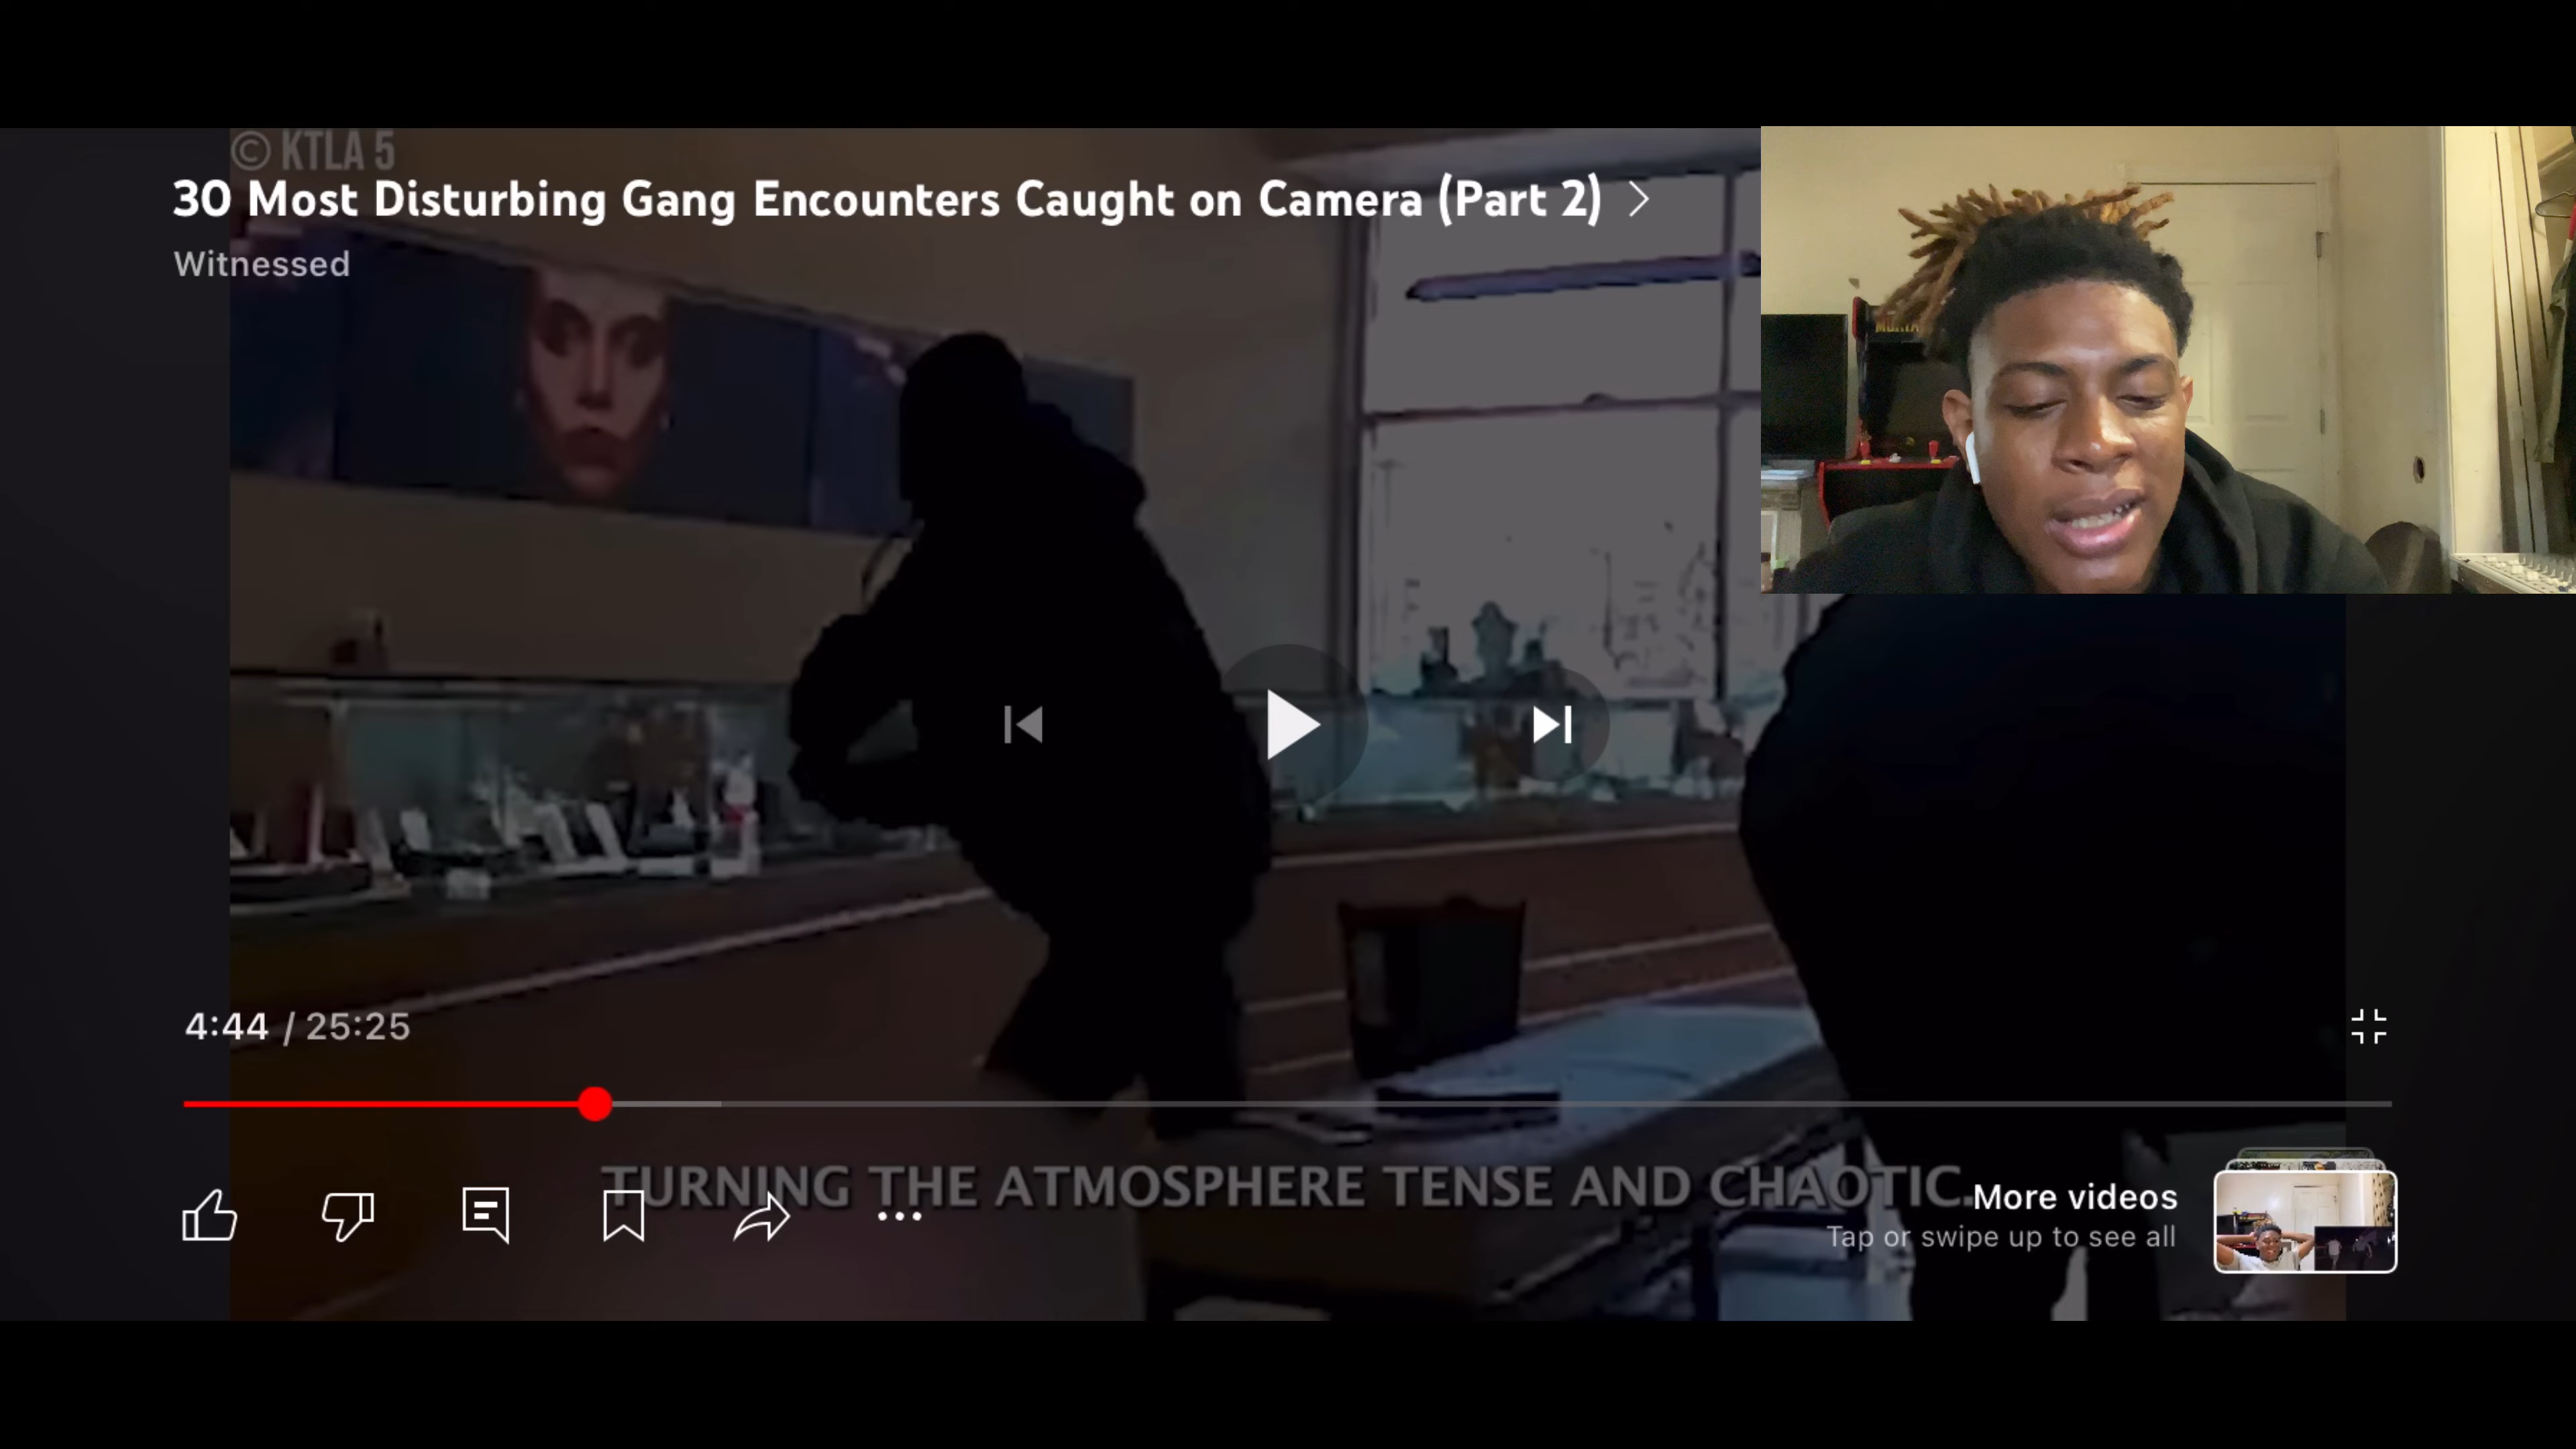 © KTLA 5
30 Most Disturbing Gang Encounters Caught on Camera (Part 2)
Witnessed
4:44 / 25:25
TURNING THE ATMOSPHERE TENSE AND CHAOTIC.
More videos
Tap or swipe up to see all